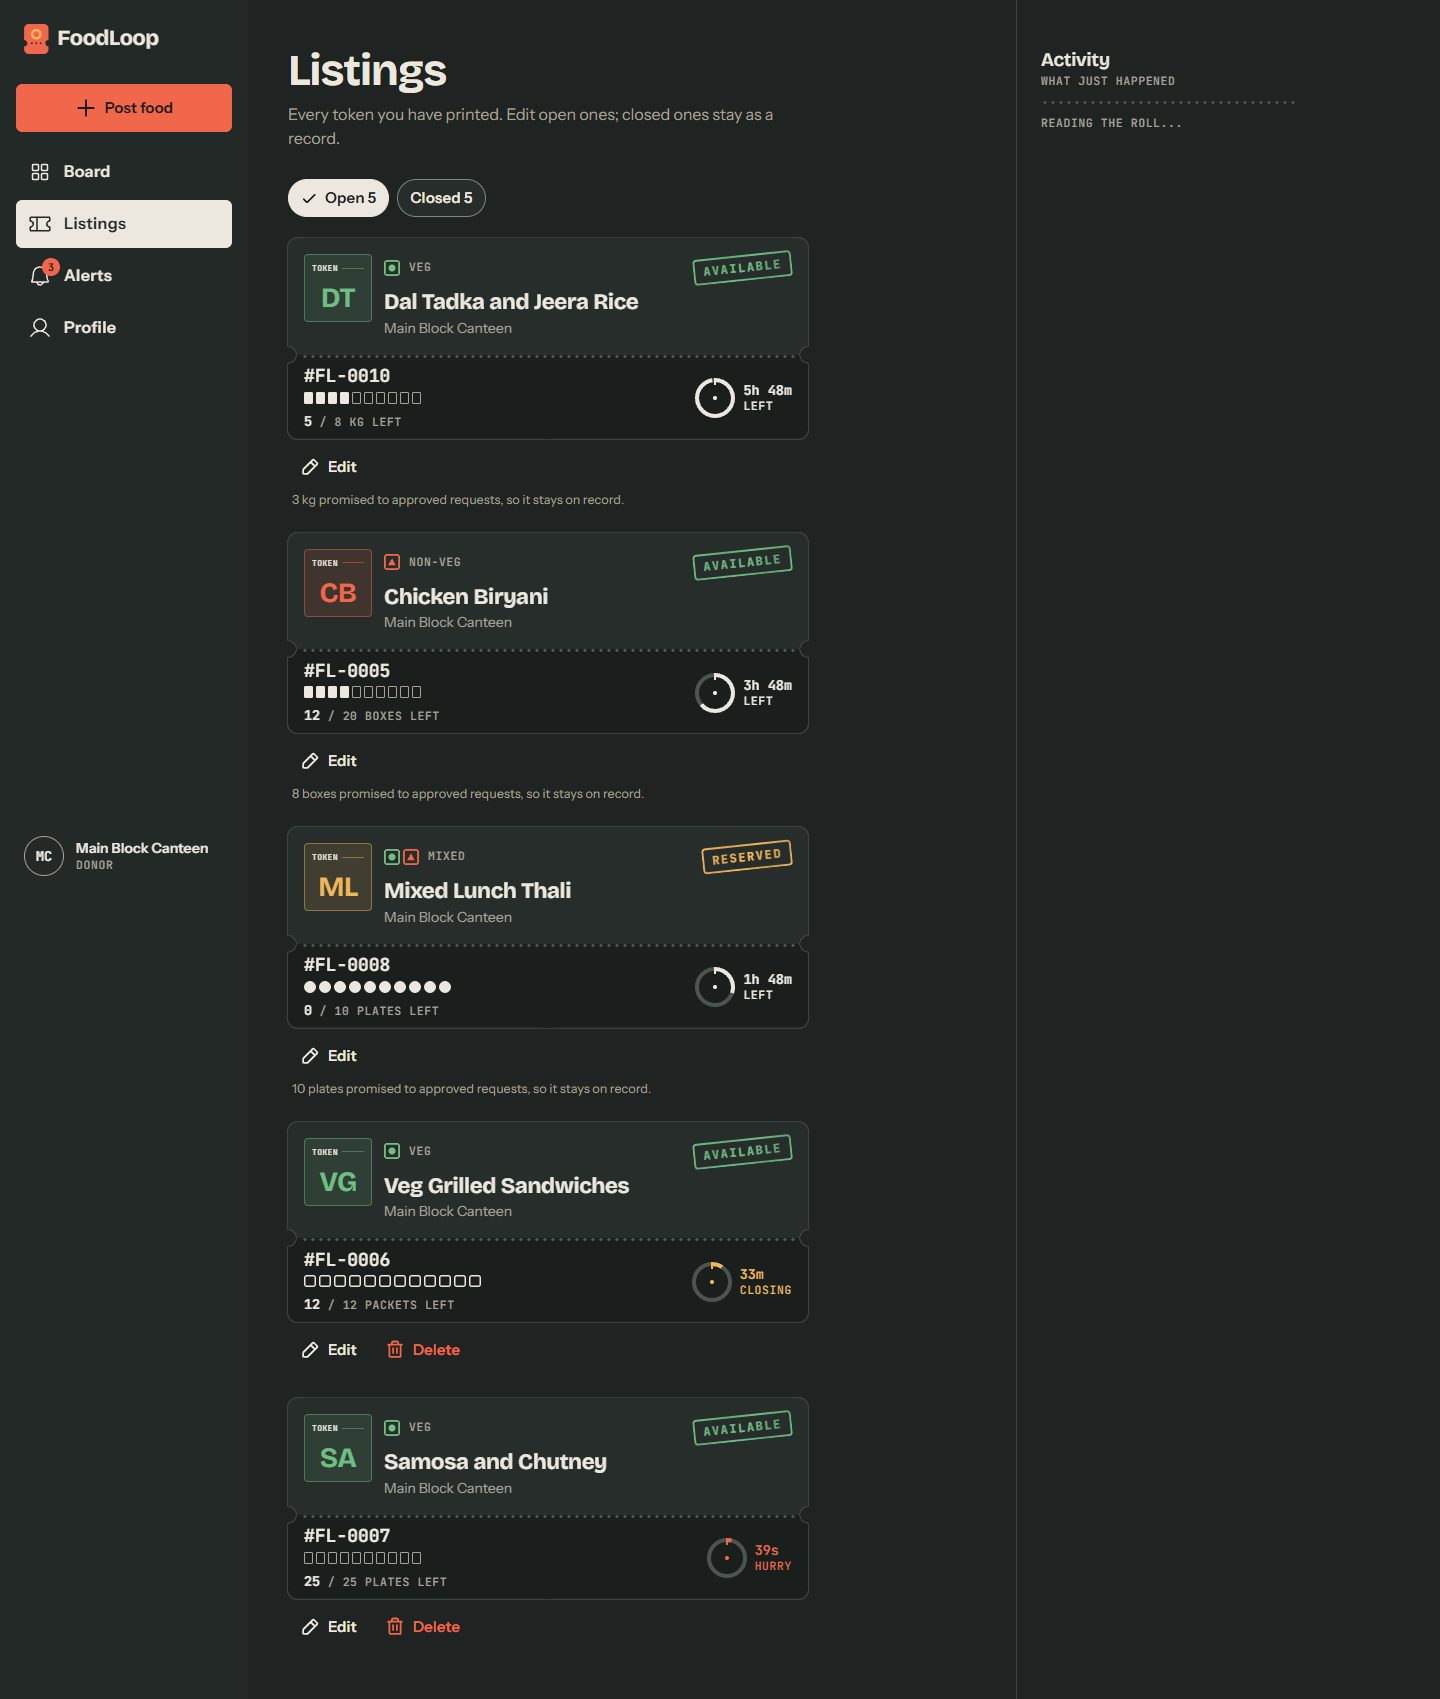 FoodLoop
Post food
Board
Listings
3
Alerts
Profile
MC
Main Block Canteen
DONOR
Listings
Every token you have printed. Edit open ones; closed ones stay as a
record.
Open 5
Closed 5
TOKEN
DT
VEG
AVAILABLE
Dal Tadka and Jeera Rice
Main Block Canteen
#FL-0010
5 / 8 KG LEFT
5h 48m
LEFT
Edit
3 kg promised to approved requests, so it stays on record.
TOKEN
CB
NON-VEG
AVAILABLE
Chicken Biryani
Main Block Canteen
#FL-0005
12 / 20 BOXES LEFT
3h 48m
LEFT
Edit
8 boxes promised to approved requests, so it stays on record.
TOKEN
ML
MIXED
RESERVED
Mixed Lunch Thali
Main Block Canteen
#FL-0008
0 / 10 PLATES LEFT
1h 48m
LEFT
Edit
10 plates promised to approved requests, so it stays on record.
TOKEN
VG
VEG
AVAILABLE
Veg Grilled Sandwiches
Main Block Canteen
#FL-0006
12 / 12 PACKETS LEFT
33m
CLOSING
Edit
Delete
TOKEN
SA
VEG
AVAILABLE
Samosa and Chutney
Main Block Canteen
#FL-0007
25 / 25 PLATES LEFT
39s
HURRY
Edit
Delete
Activity
WHAT JUST HAPPENED
READING THE ROLL...